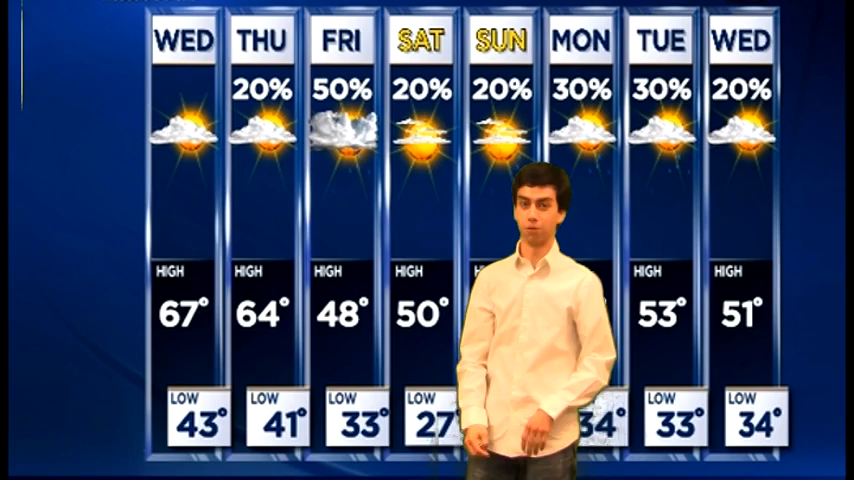 WED THU FRI SAT SUN MON TUE WED
20% 50% 20% 20% 30% 30% 20%
HIGH HIGH HIGH HIGH HIGH HIGH
67° 64° 48° 50° 53° 51°
LOW LOW LOW LOW LOW LOW
43° 41° 33° 27° 34° 33° 34°